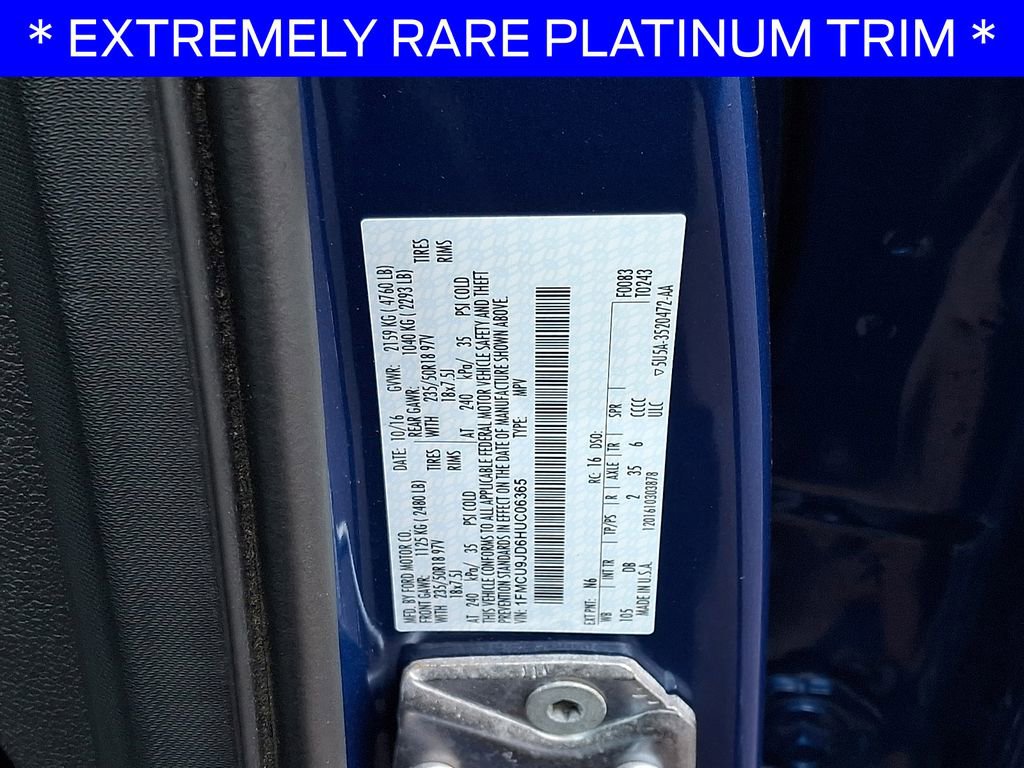 * EXTREMELY RARE PLATINUM TRIM *
MFD. BY FORD MOTOR CO. DATE: 10/16 GVWR: 2159 KG ( 4760 LB)
FRONT GAWR: 1125 KG ( 2480 LB) REAR GAWR: 1040 KG ( 2293 LB)
WITH 235/50R18 97V TIRES WITH 235/50R18 97V TIRES
18x7.5J RIMS 18x7.5J RIMS
AT 240 kPa/ 35 PSI COLD AT 240 kPa/ 35 PSI COLD
THIS VEHICLE CONFORMS TO ALL APPLICABLE FEDERAL MOTOR VEHICLE SAFETY AND THEFT
PREVENTION STANDARDS IN EFFECT ON THE DATE OF MANUFACTURE SHOWN ABOVE.
VIN: 1FMCU9JD6HUC06365 TYPE: MPV
EXT PNT: N6 RC: 16 DSO: F0083
WB INT TR TP/PS R AXLE TR SPR T0243
105 DB 2 35 6 CCCC
MADE IN U.S.A. 1201610303878 ULC ▽5U5A-3520472-AA